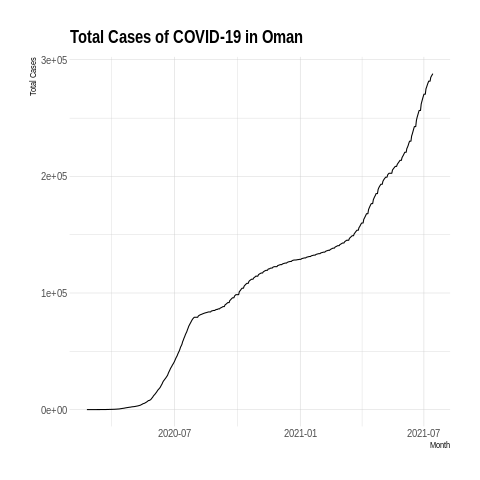 Total Cases of COVID-19 in Oman
Total Cases
3e+05
2e+05
1e+05
0e+00
2020-07
2021-01
2021-07
Month